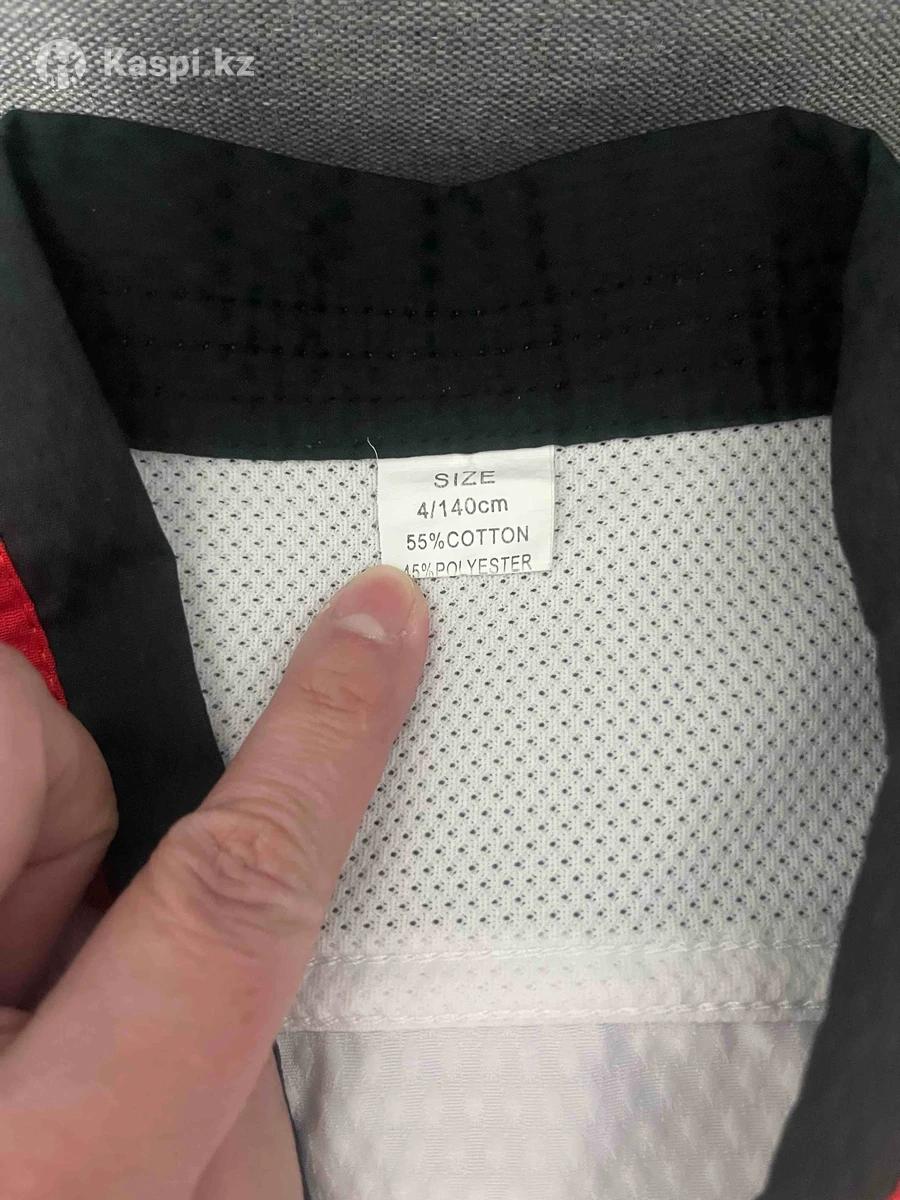 Kaspi.kz
SIZE
4/140cm
55%COTTON
45%POLYESTER